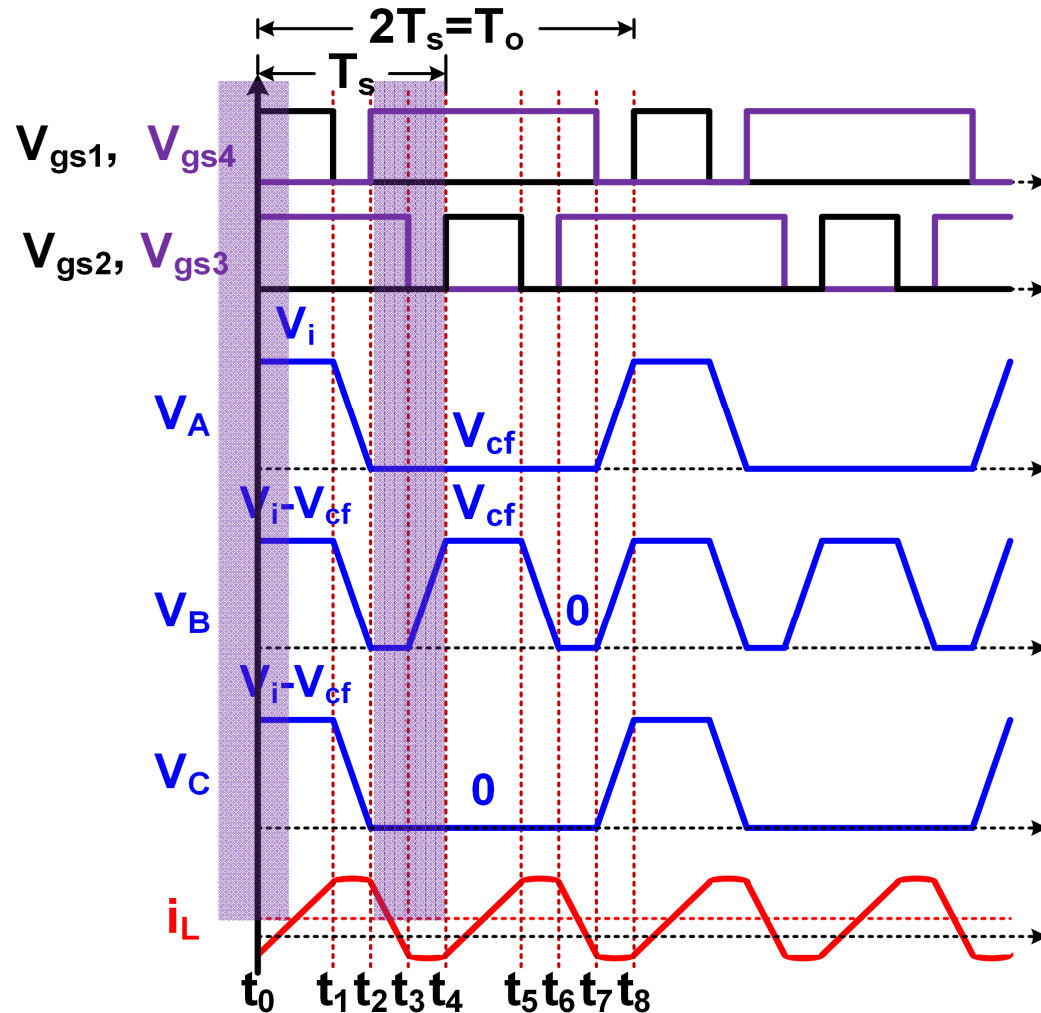 2Ts=To
Ts
Vgs1, Vgs4
Vgs2, Vgs3
Vi
VA
Vcf
Vi-Vcf
Vcf
VB
0
Vi-Vcf
VC
0
iL
t0 t1 t2 t3 t4 t5 t6 t7 t8